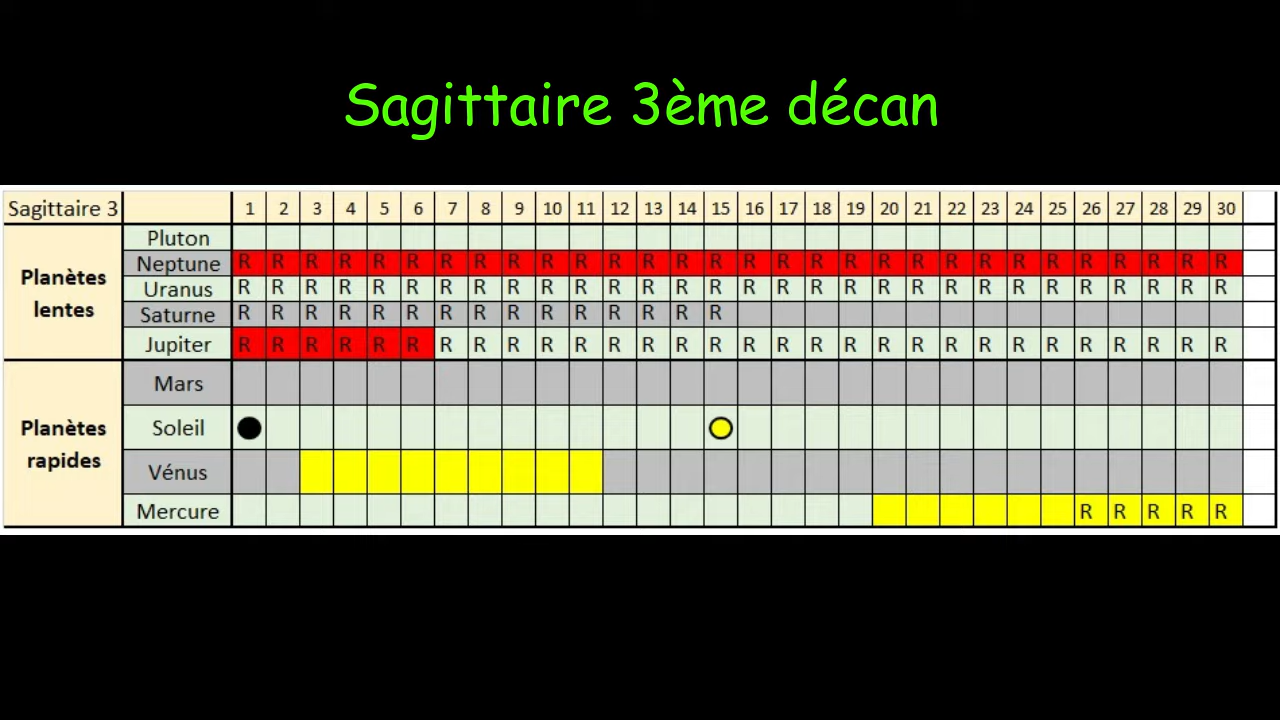 Sagittaire 3ème décan
Sagittaire 3 1 2 3 4 5 6 7 8 9 10 11 12 13 14 15 16 17 18 19 20 21 22 23 24 25 26 27 28 29 30
Planètes lentes
Pluton
Neptune R R R R R R R R R R R R R R R R R R R R R R R R R R R R R R
Uranus R R R R R R R R R R R R R R R R R R R R R R R R R R R R R R
Saturne R R R R R R R R R R R R R R R
Jupiter R R R R R R R R R R R R R R R R R R R R R R R R R R R R R R
Planètes rapides
Mars
Soleil
Vénus
Mercure R R R R R